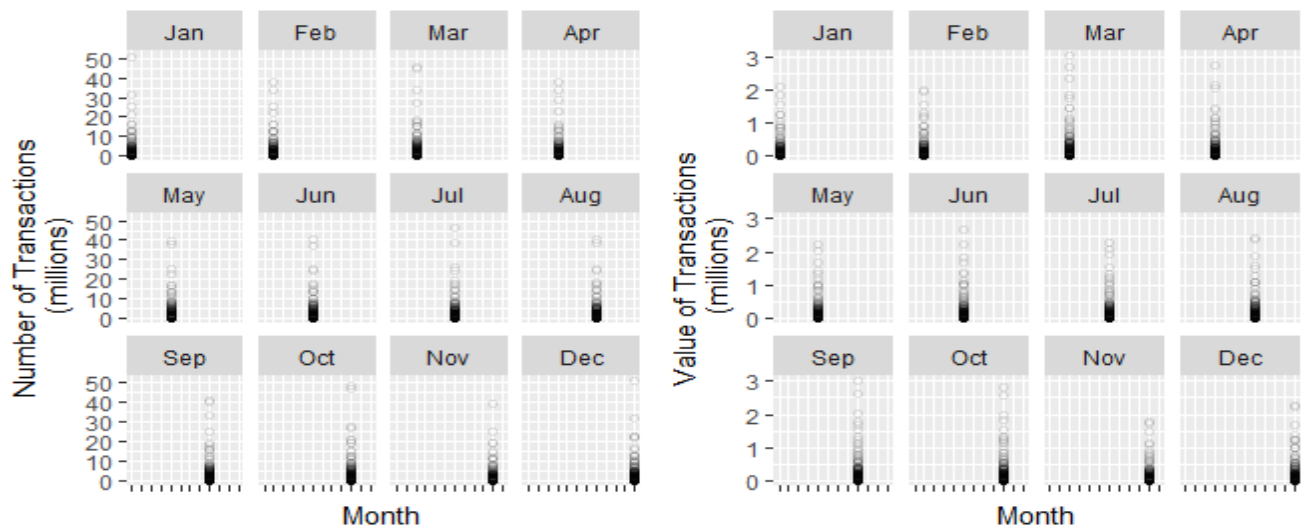 Number of Transactions
(millions)
Jan Feb Mar Apr
50
40
30
20
10
0
May Jun Jul Aug
50
40
30
20
10
0
Sep Oct Nov Dec
50
40
30
20
10
0
Month
Value of Transactions
(millions)
Jan Feb Mar Apr
3
2
1
0
May Jun Jul Aug
3
2
1
0
Sep Oct Nov Dec
3
2
1
0
Month